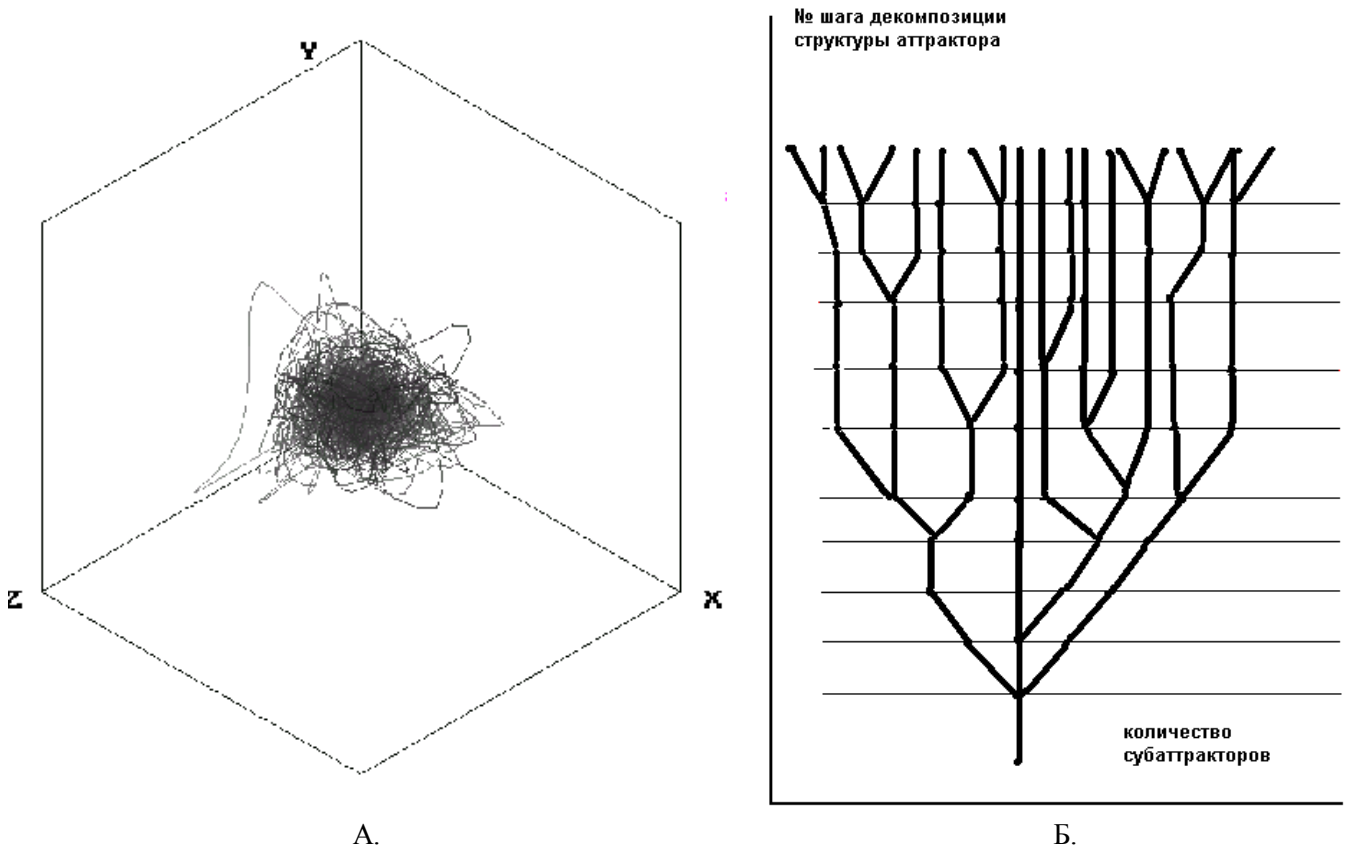 Y
Z
X
А.
№ шага декомпозиции
структуры аттрактора
количество
субаттракторов
Б.